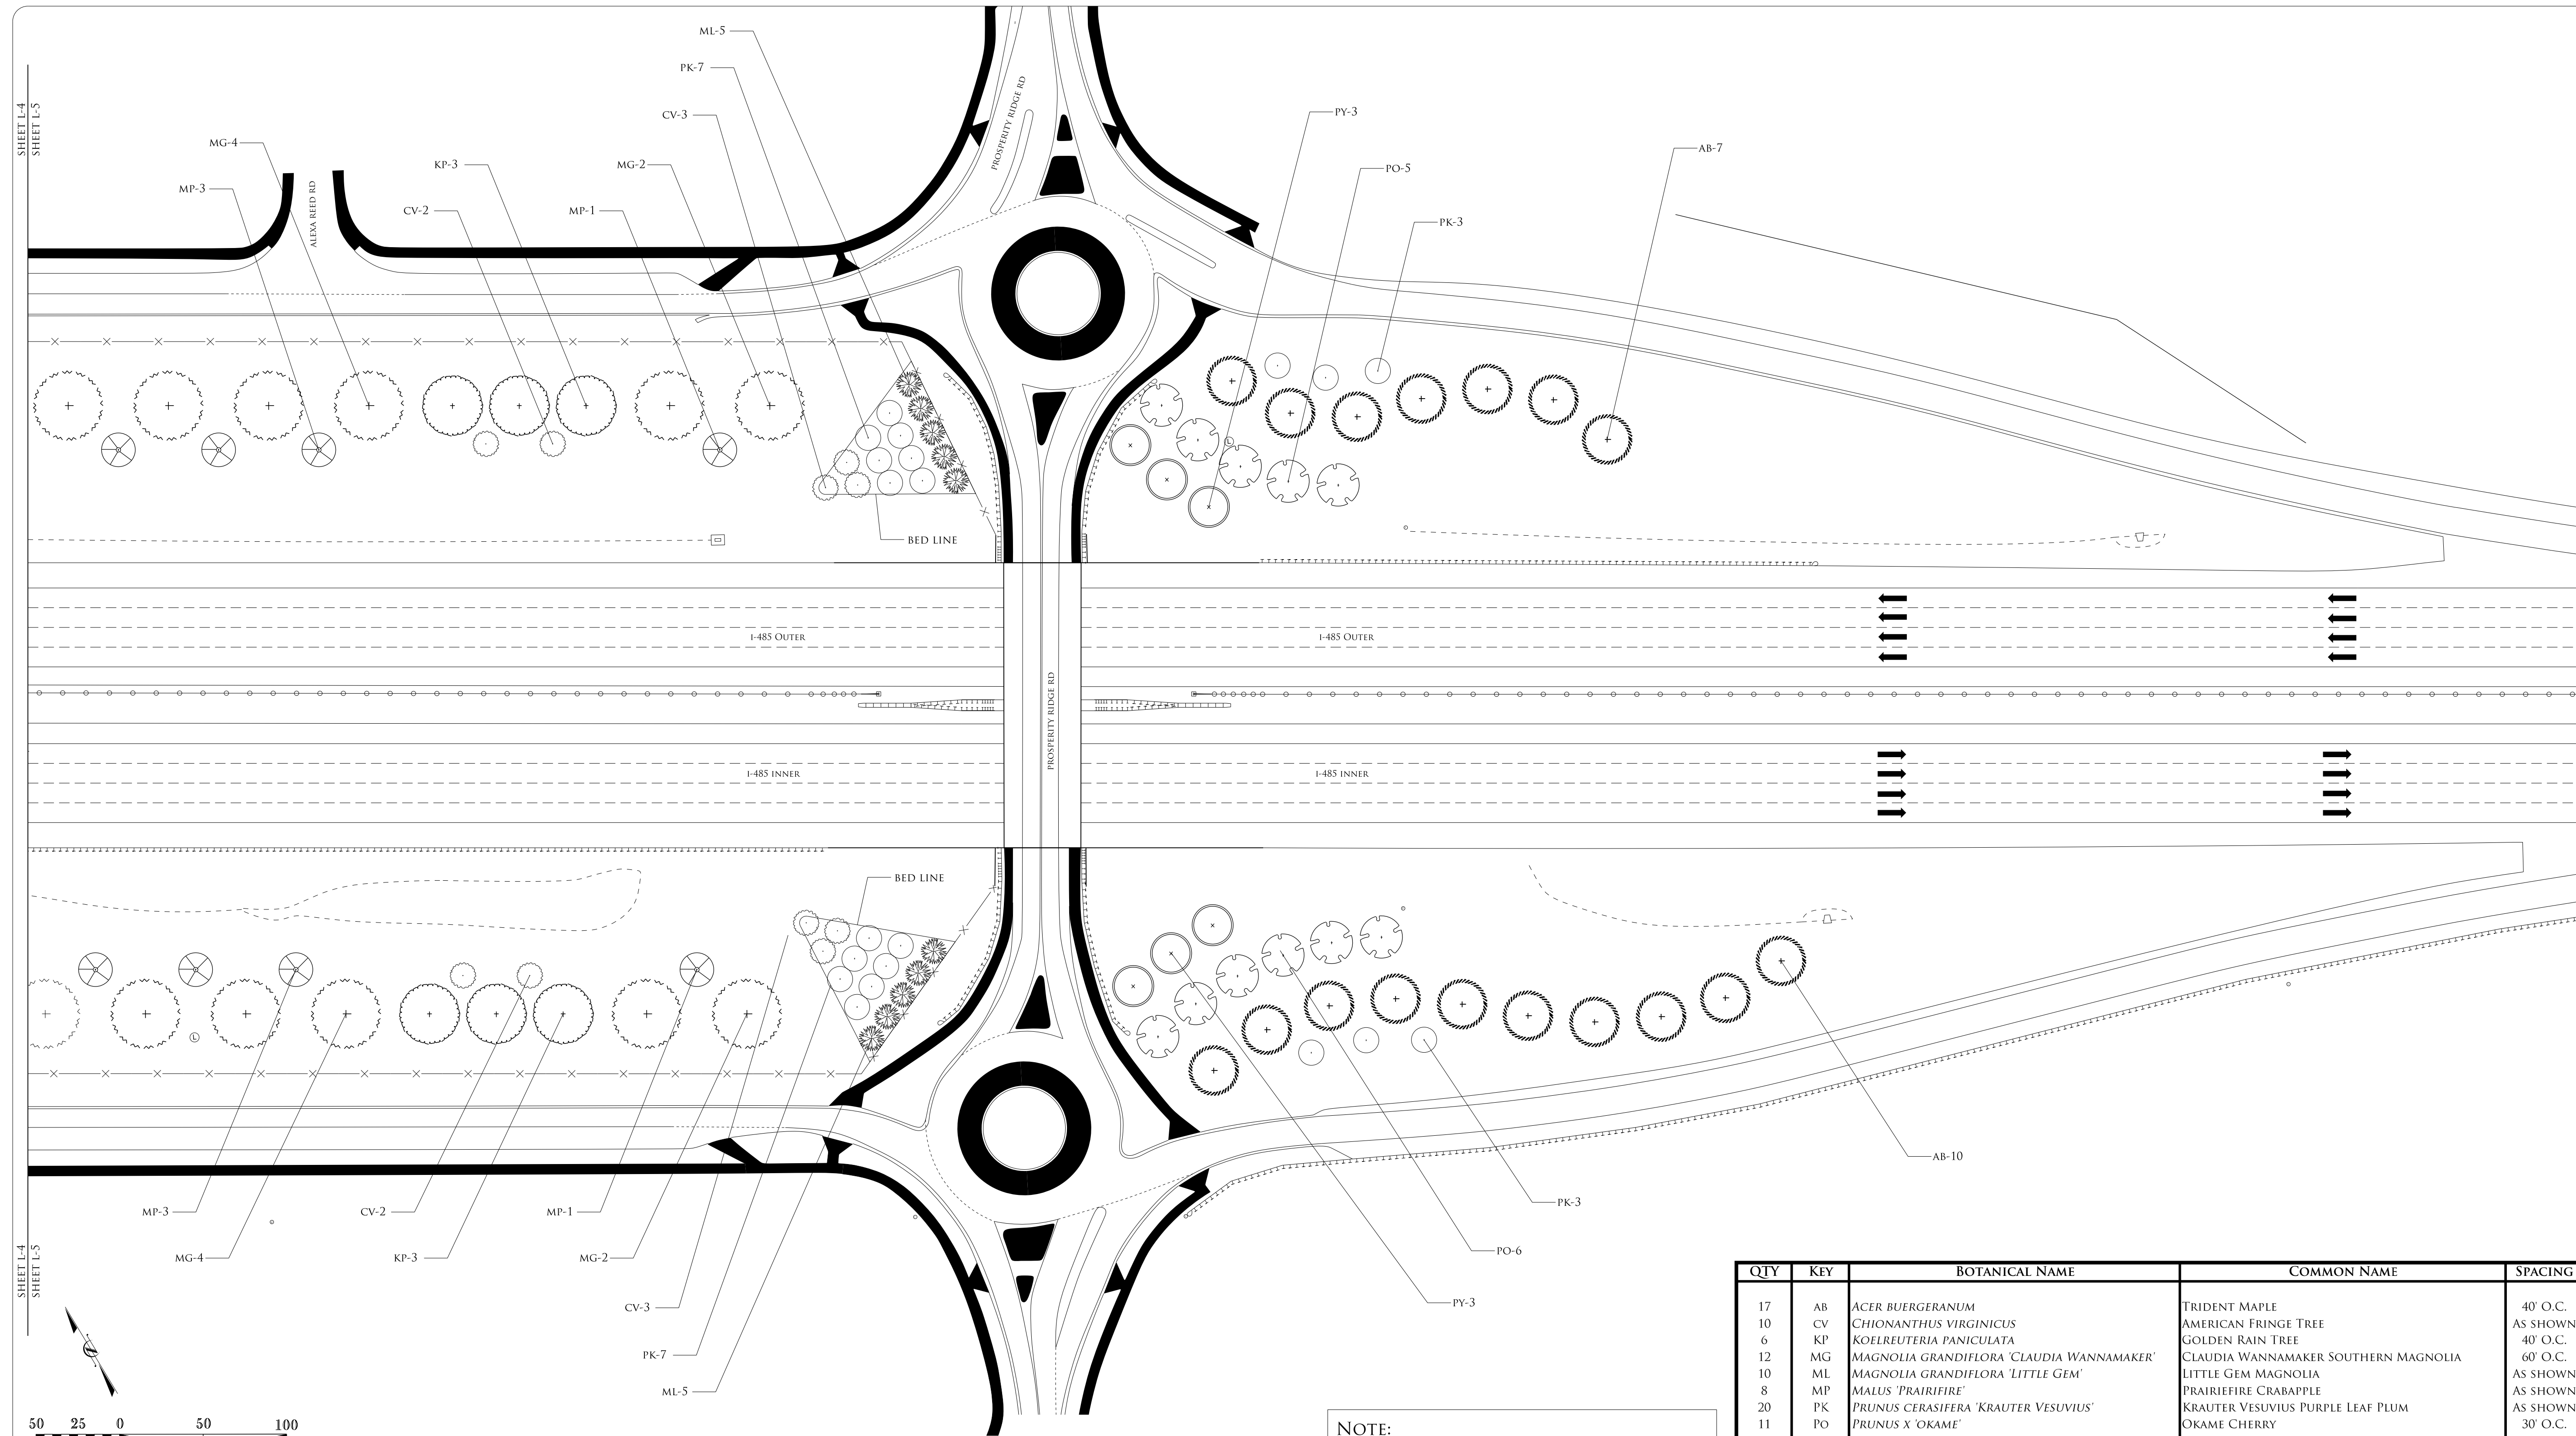 SHEET L-4
SHEET L-5
ML-5
PK-7
CV-3
MG-4
KP-3
MG-2
MP-3
CV-2
MP-1
ALEXA REED RD
PROSPERITY RIDGE RD
PY-3
PO-5
AB-7
PK-3
L
BED LINE
I-485 OUTER
I-485 OUTER
PROSPERITY RIDGE RD
I-485 INNER
I-485 INNER
BED LINE
L
MP-3
CV-2
MP-1
MG-4
KP-3
MG-2
CV-3
PK-7
ML-5
AB-10
PK-3
PO-6
PY-3
SHEET L-4
SHEET L-5
N
50 25 0 50 100
NOTE:
QTY KEY BOTANICAL NAME COMMON NAME SPACING
17 AB ACER BUERGERANUM TRIDENT MAPLE 40' O.C.
10 CV CHIONANTHUS VIRGINICUS AMERICAN FRINGE TREE AS SHOWN
6 KP KOELREUTERIA PANICULATA GOLDEN RAIN TREE 40' O.C.
12 MG MAGNOLIA GRANDIFLORA 'CLAUDIA WANNAMAKER' CLAUDIA WANNAMAKER SOUTHERN MAGNOLIA 60' O.C.
10 ML MAGNOLIA GRANDIFLORA 'LITTLE GEM' LITTLE GEM MAGNOLIA AS SHOWN
8 MP MALUS 'PRAIRIFIRE' PRAIRIEFIRE CRABAPPLE AS SHOWN
20 PK PRUNUS CERASIFERA 'KRAUTER VESUVIUS' KRAUTER VESUVIUS PURPLE LEAF PLUM AS SHOWN
11 PO PRUNUS X 'OKAME' OKAME CHERRY 30' O.C.